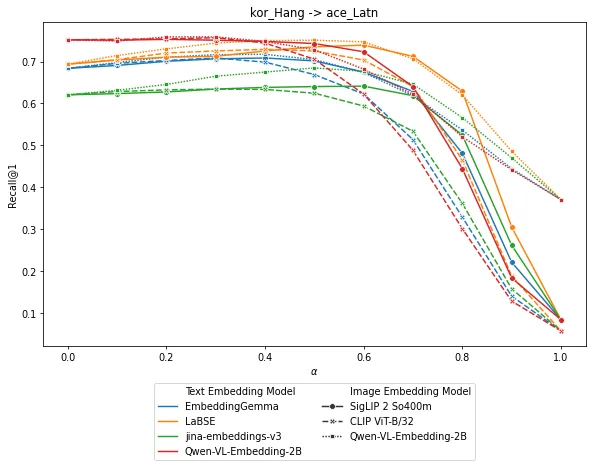 kor_Hang -> ace_Latn
Recall@1
0.7
0.6
0.5
0.4
0.3
0.2
0.1
0.0 0.2 0.4 0.6 0.8 1.0
α
Text Embedding Model
EmbeddingGemma
LaBSE
jina-embeddings-v3
Qwen-VL-Embedding-2B
Image Embedding Model
SigLIP 2 So400m
CLIP ViT-B/32
Qwen-VL-Embedding-2B